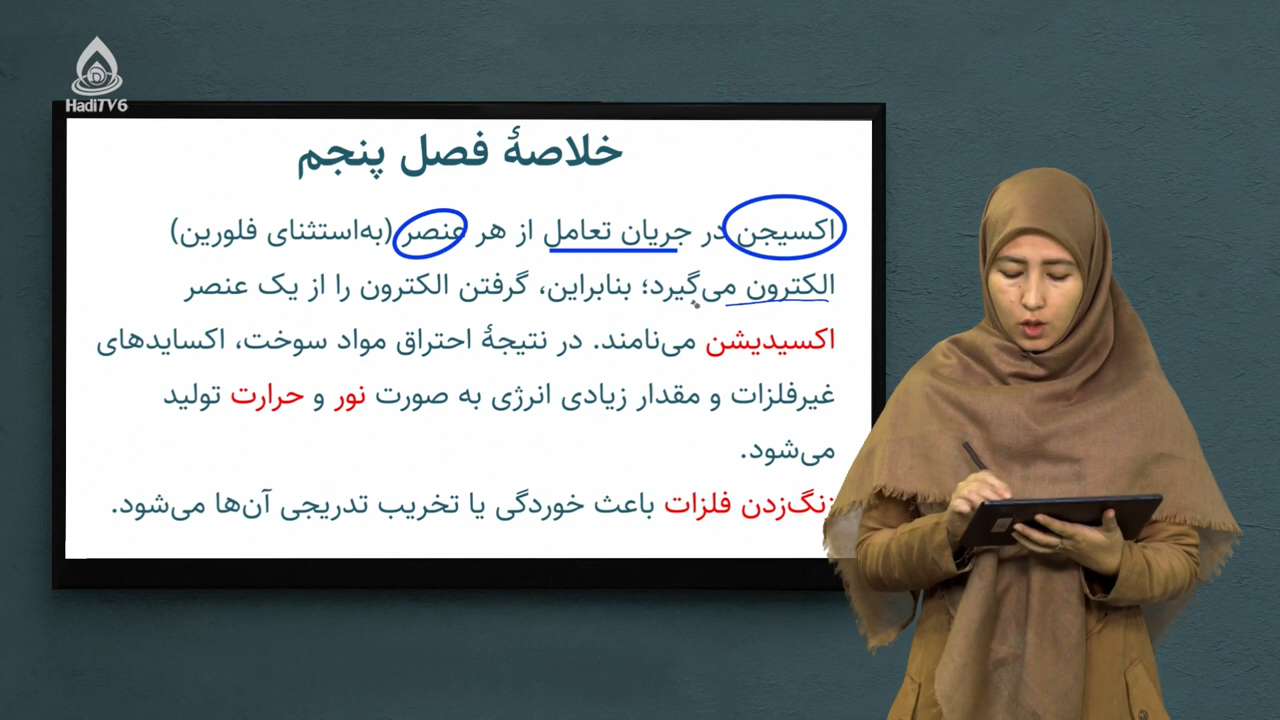 HadiTV6
خلاصهٔ فصل پنجم
اکسیجن در جریان تعامل از هر عنصر (به‌استثنای فلورین)
الکترون می‌گیرد؛ بنابراین، گرفتن الکترون را از یک عنصر
اکسیدیشن می‌نامند. در نتیجهٔ احتراق مواد سوخت، اکسایدهای
غیرفلزات و مقدار زیادی انرژی به صورت نور و حرارت تولید
می‌شود.
زنگ‌زدن فلزات باعث خوردگی یا تخریب تدریجی آن‌ها می‌شود.